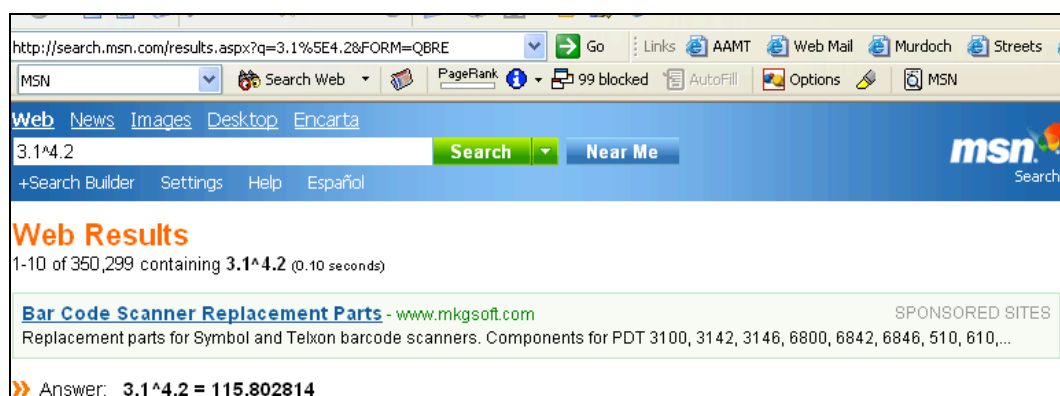 http://search.msn.com/results.aspx?q=3.1%5E4.2&FORM=QBRE Go Links AAMT Web Mail Murdoch Streets
MSN Search Web PageRank 99 blocked AutoFill Options MSN
Web News Images Desktop Encarta
3.1^4.2 Search Near Me msn
+Search Builder Settings Help Español Search
Web Results
1-10 of 350,299 containing 3.1^4.2 (0.10 seconds)
Bar Code Scanner Replacement Parts - www.mkgsoft.com SPONSORED SITES
Replacement parts for Symbol and Telxon barcode scanners. Components for PDT 3100, 3142, 3146, 6800, 6842, 6846, 510, 610,...
Answer: 3.1^4.2 = 115.802814